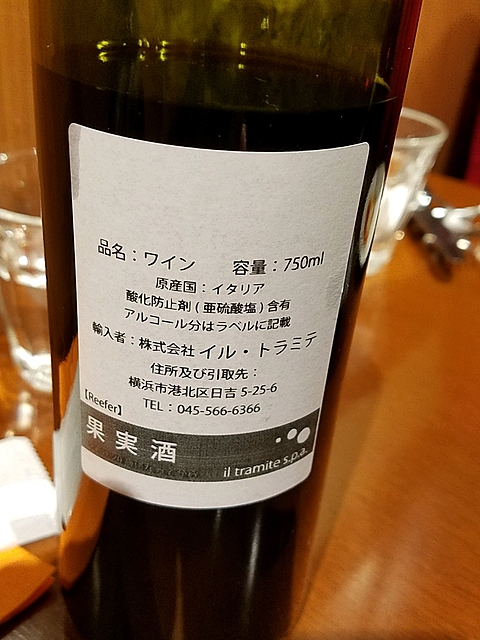 品名：ワイン 容量：750ml
原産国：イタリア
酸化防止剤(亜硫酸塩)含有
アルコール分はラベルに記載
輸入者：株式会社 イル・トラミテ
住所及び引取先：
横浜市港北区日吉5-25-6
TEL：045-566-6366
【Reefer】
果実酒
il tramite s.p.a.